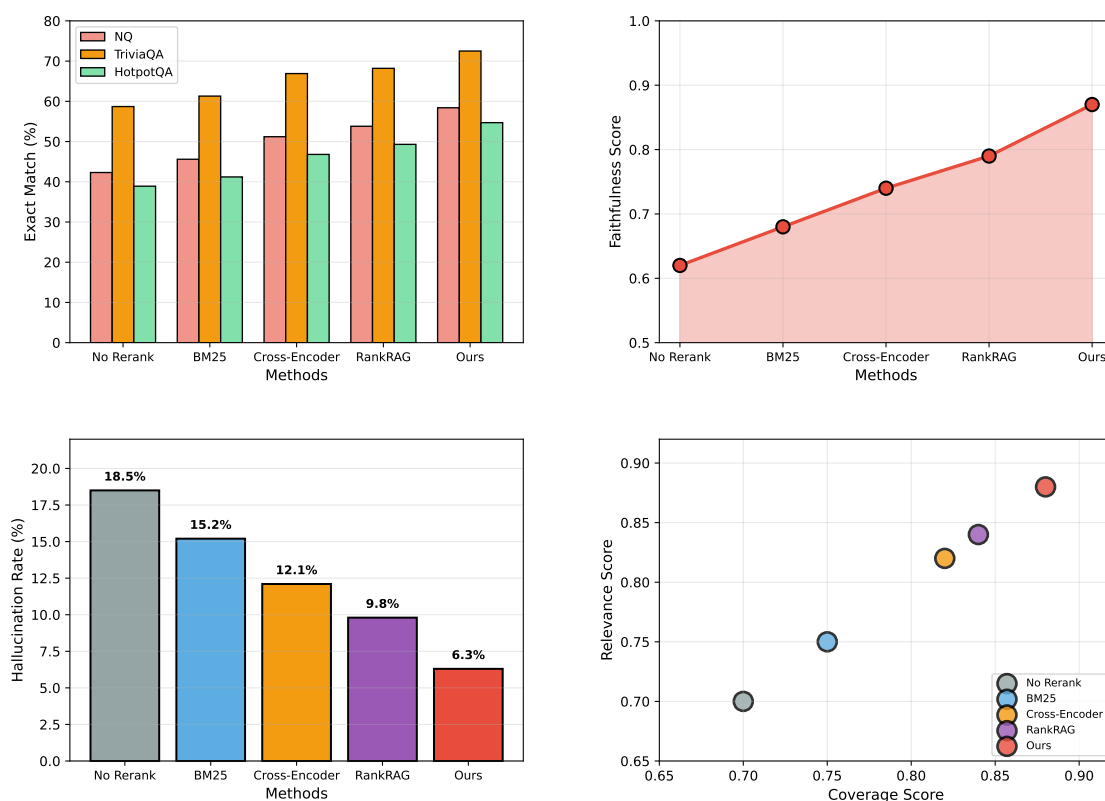 80
70
60
50
40
30
20
10
0
Exact Match (%)
NQ
TriviaQA
HotpotQA
No Rerank BM25 Cross-Encoder RankRAG Ours
Methods
1.0
0.9
0.8
0.7
0.6
0.5
Faithfulness Score
No Rerank BM25 Cross-Encoder RankRAG Ours
Methods
20.0
17.5
15.0
12.5
10.0
7.5
5.0
2.5
0.0
Hallucination Rate (%)
18.5%
15.2%
12.1%
9.8%
6.3%
No Rerank BM25 Cross-Encoder RankRAG Ours
Methods
0.90
0.85
0.80
0.75
0.70
0.65
Relevance Score
No Rerank
BM25
Cross-Encoder
RankRAG
Ours
0.65 0.70 0.75 0.80 0.85 0.90
Coverage Score